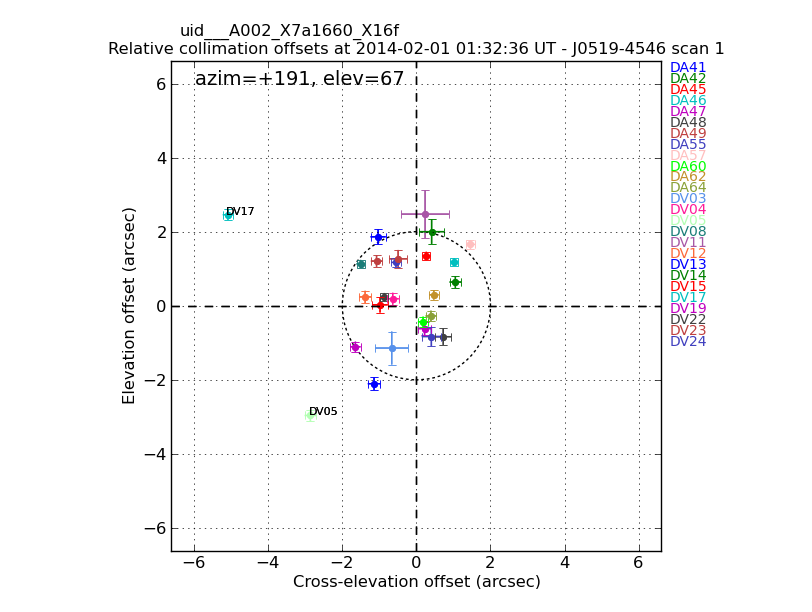 uid___A002_X7a1660_X16f
Relative collimation offsets at 2014-02-01 01:32:36 UT - J0519-4546 scan 1
azim=+191, elev=67
DA41
DA42
DA45
DA46
DA47
DA48
DA49
DA55
DA57
DA60
DA62
DA64
DV03
DV04
DV05
DV08
DV11
DV12
DV13
DV14
DV15
DV17
DV19
DV22
DV23
DV24
6
4
2
0
−2
−4
−6
Elevation offset (arcsec)
DV17
DV05
−6 −4 −2 0 2 4 6
Cross-elevation offset (arcsec)